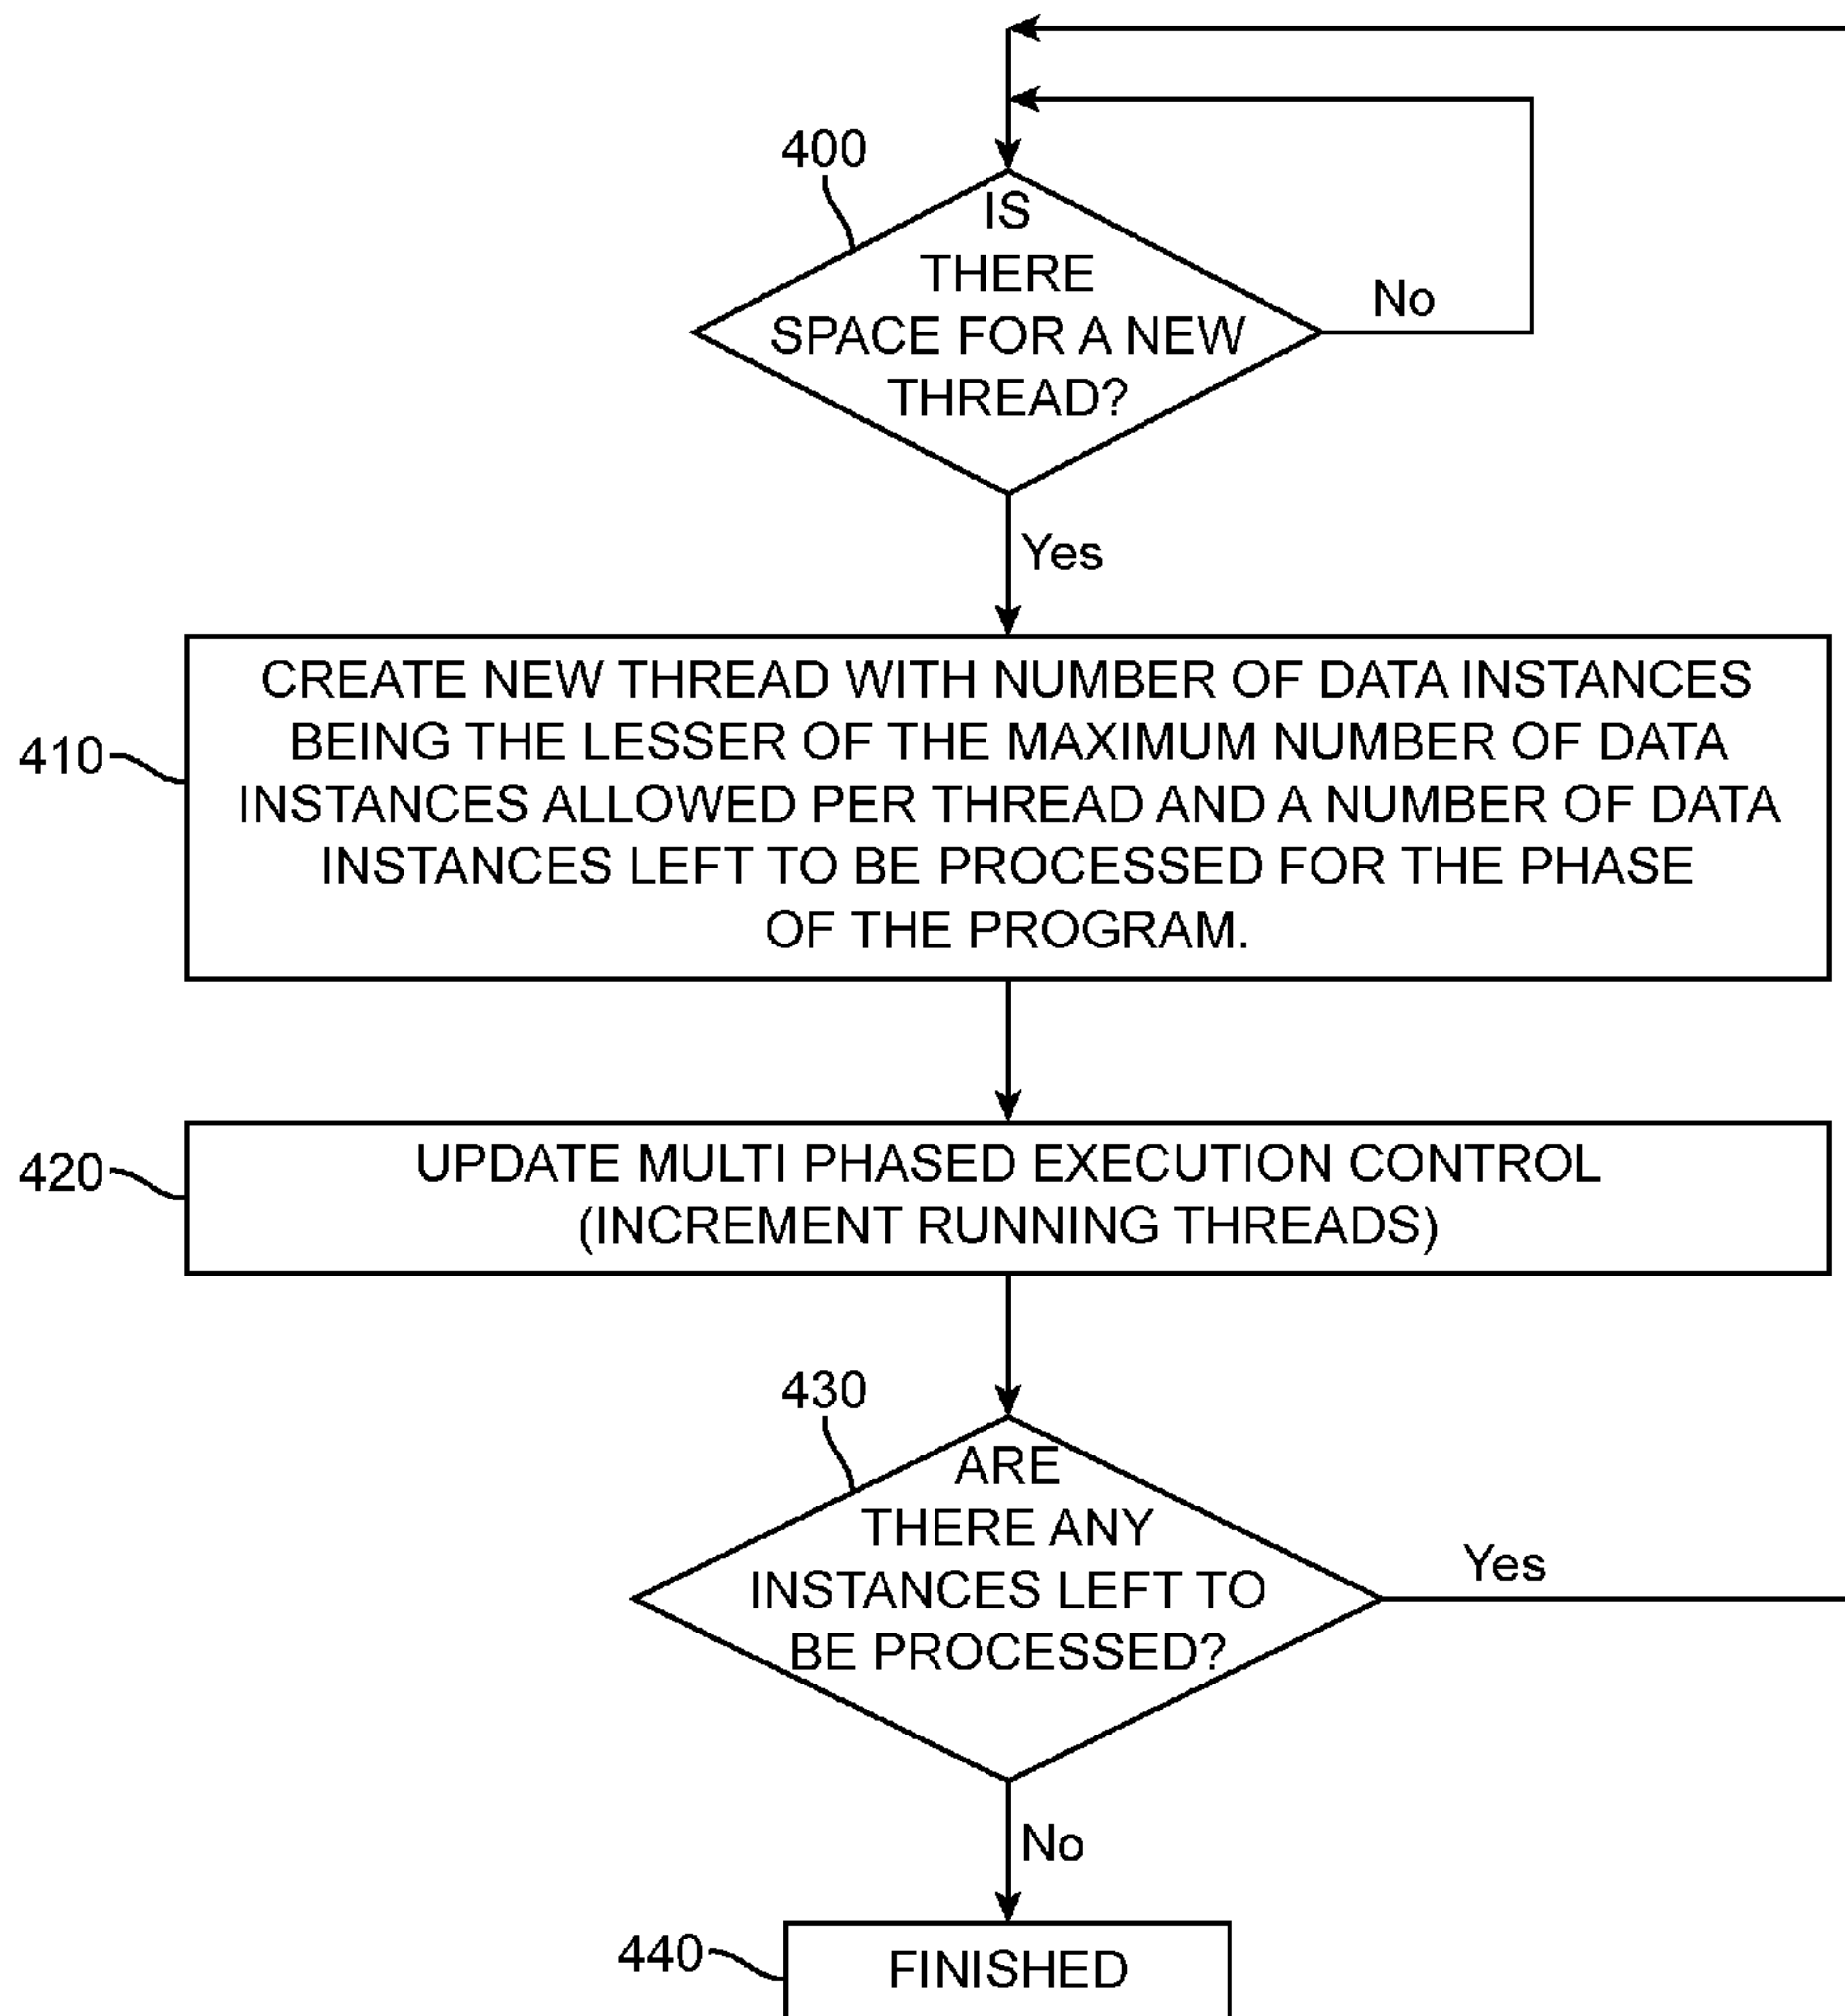 400
IS
THERE
SPACE FOR A NEW
THREAD?
No
Yes
410
CREATE NEW THREAD WITH NUMBER OF DATA INSTANCES
BEING THE LESSER OF THE MAXIMUM NUMBER OF DATA
INSTANCES ALLOWED PER THREAD AND A NUMBER OF DATA
INSTANCES LEFT TO BE PROCESSED FOR THE PHASE
OF THE PROGRAM.
420
UPDATE MULTI PHASED EXECUTION CONTROL
(INCREMENT RUNNING THREADS)
430
ARE
THERE ANY
INSTANCES LEFT TO
BE PROCESSED?
Yes
No
440
FINISHED